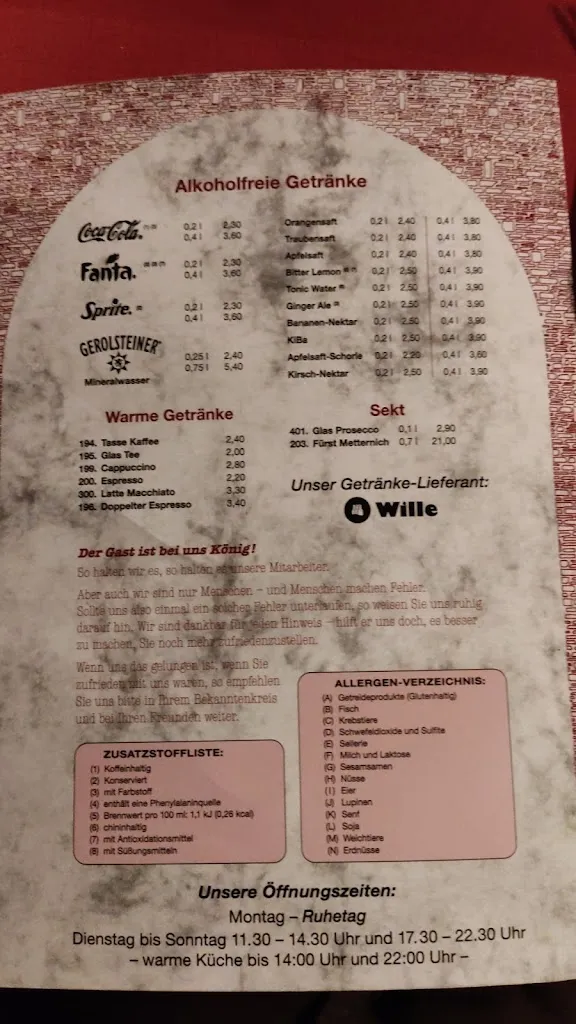 Alkoholfreie Getränke
Coca-Cola. 0,2 l 2,30
0,4 l 3,60
Fanta. 0,2 l 2,30
0,4 l 3,60
Sprite. 0,2 l 2,30
0,4 l 3,60
GEROLSTEINER 0,25 l 2,40
0,75 l 5,40
Mineralwasser
Orangensaft 0,2 l 2,40 0,4 l 3,80
Traubensaft 0,2 l 2,40 0,4 l 3,80
Apfelsaft 0,2 l 2,40 0,4 l 3,80
Bitter Lemon 0,2 l 2,50 0,4 l 3,90
Tonic Water 0,2 l 2,50 0,4 l 3,90
Ginger Ale 0,2 l 2,50 0,4 l 3,90
Bananen-Nektar 0,2 l 2,50 0,4 l 3,90
KiBa 0,2 l 2,50 0,4 l 3,90
Apfelsaft-Schorle 0,2 l 2,20 0,4 l 3,60
Kirsch-Nektar 0,2 l 2,50 0,4 l 3,90
Warme Getränke
194. Tasse Kaffee 2,40
195. Glas Tee 2,00
199. Cappuccino 2,80
200. Espresso 2,20
300. Latte Macchiato 3,30
196. Doppelter Espresso 3,40
Sekt
401. Glas Prosecco 0,1 l 2,90
203. Fürst Metternich 0,7 l 21,00
Unser Getränke-Lieferant:
Wille
Der Gast ist bei uns König!
So halten wir es, so halten es unsere Mitarbeiter.
Aber auch wir sind nur Menschen – und Menschen machen Fehler.
Sollte uns also einmal ein solcher Fehler unterlaufen, so weisen Sie uns ruhig
darauf hin. Wir sind dankbar für jeden Hinweis – hilft er uns doch, es besser
zu machen, Sie noch mehr zufriedenzustellen.
Wenn uns das gelungen ist, wenn Sie
zufrieden mit uns waren, so empfehlen
Sie uns bitte in Ihrem Bekanntenkreis
und bei Ihren Freunden weiter.
ZUSATZSTOFFLISTE:
(1) Koffeinhaltig
(2) Konserviert
(3) mit Farbstoff
(4) enthält eine Phenylalaninquelle
(5) Brennwert pro 100 ml: 1,1 kJ (0,26 kcal)
(6) chininhaltig
(7) mit Antioxidationsmittel
(8) mit Süßungsmitteln
ALLERGEN-VERZEICHNIS:
(A) Getreideprodukte (Glutenhaltig)
(B) Fisch
(C) Krebstiere
(D) Schwefeldioxide und Sulfite
(E) Sellerie
(F) Milch und Laktose
(G) Sesamsamen
(H) Nüsse
(I) Eier
(J) Lupinen
(K) Senf
(L) Soja
(M) Weichtiere
(N) Erdnüsse
Unsere Öffnungszeiten:
Montag – Ruhetag
Dienstag bis Sonntag 11.30 – 14.30 Uhr und 17.30 – 22.30 Uhr
– warme Küche bis 14:00 Uhr und 22:00 Uhr –